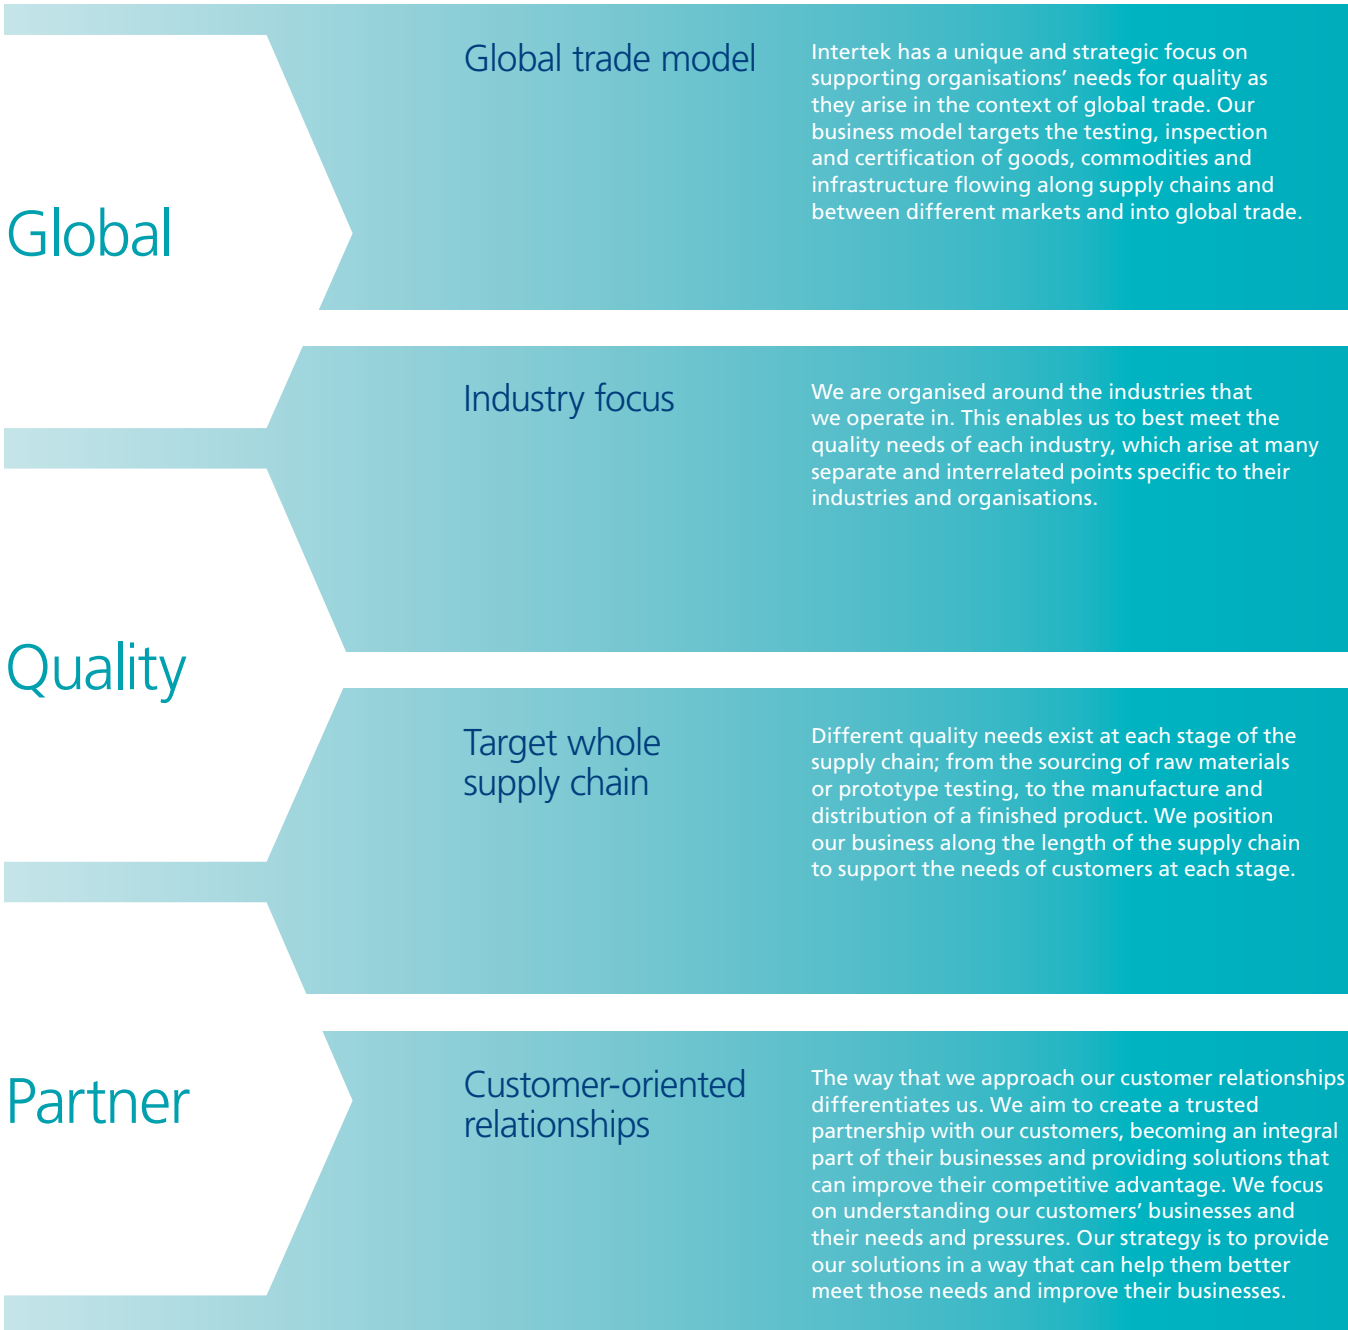 Global
Global trade model
Intertek has a unique and strategic focus on
supporting organisations’ needs for quality as
they arise in the context of global trade. Our
business model targets the testing, inspection
and certification of goods, commodities and
infrastructure flowing along supply chains and
between different markets and into global trade.
Industry focus
We are organised around the industries that
we operate in. This enables us to best meet the
quality needs of each industry, which arise at many
separate and interrelated points specific to their
industries and organisations.
Quality
Target whole
supply chain
Different quality needs exist at each stage of the
supply chain; from the sourcing of raw materials
or prototype testing, to the manufacture and
distribution of a finished product. We position
our business along the length of the supply chain
to support the needs of customers at each stage.
Partner
Customer-oriented
relationships
The way that we approach our customer relationships
differentiates us. We aim to create a trusted
partnership with our customers, becoming an integral
part of their businesses and providing solutions that
can improve their competitive advantage. We focus
on understanding our customers’ businesses and
their needs and pressures. Our strategy is to provide
our solutions in a way that can help them better
meet those needs and improve their businesses.